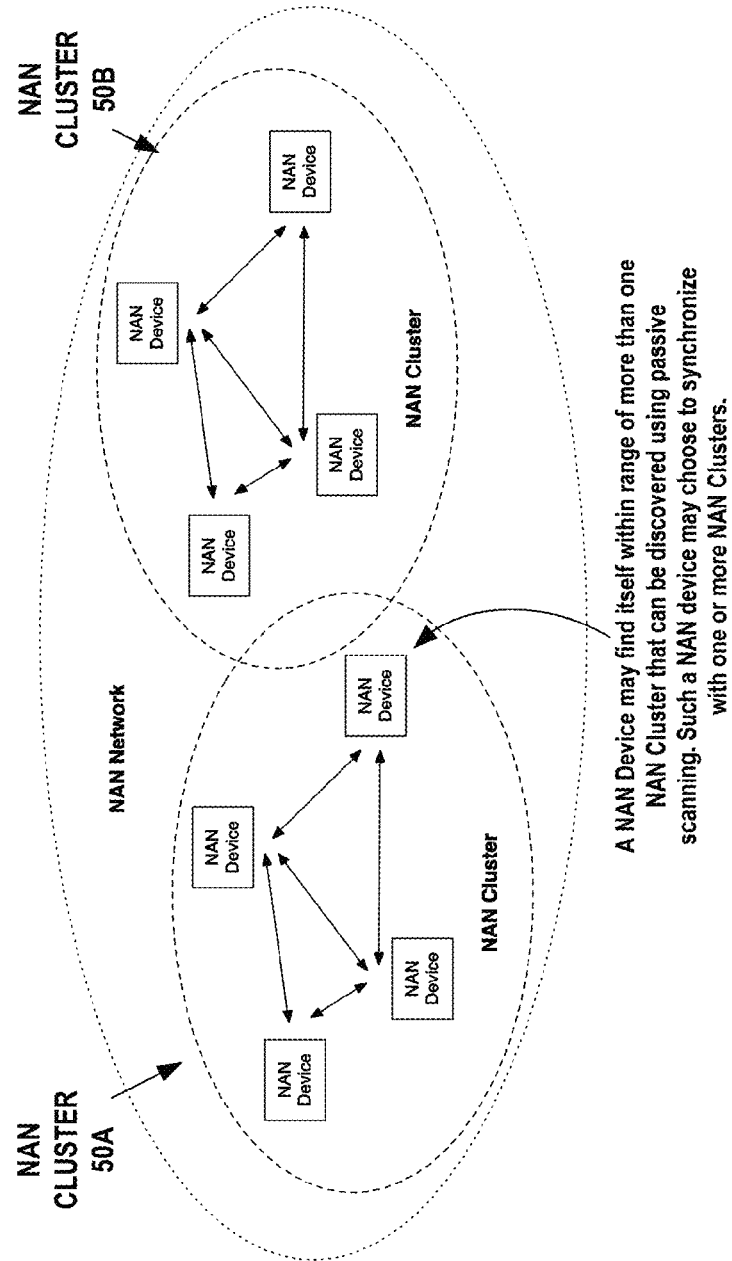 NAN
CLUSTER
50A
NAN
CLUSTER
50B
NAN Network
NAN
Device
NAN
Device
NAN
Device
NAN
Device
NAN Cluster
NAN
Device
NAN
Device
NAN
Device
NAN
Device
NAN Cluster
A NAN Device may find itself within range of more than one
NAN Cluster that can be discovered using passive
scanning. Such a NAN device may choose to synchronize
with one or more NAN Clusters.